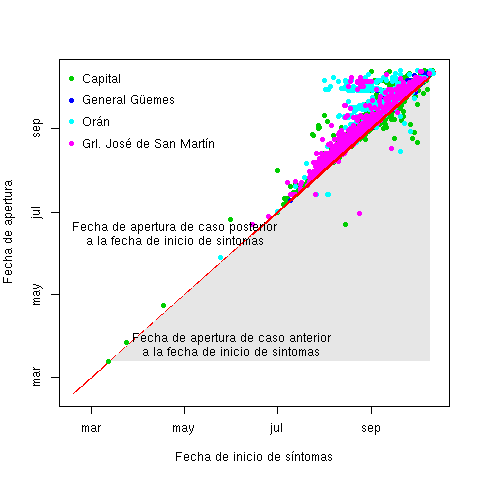 Capital
General Güemes
Orán
Grl. José de San Martín
Fecha de apertura de caso posterior
a la fecha de inicio de sintomas
Fecha de apertura de caso anterior
a la fecha de inicio de sintomas
Fecha de apertura
sep
jul
may
mar
mar
may
jul
sep
Fecha de inicio de síntomas